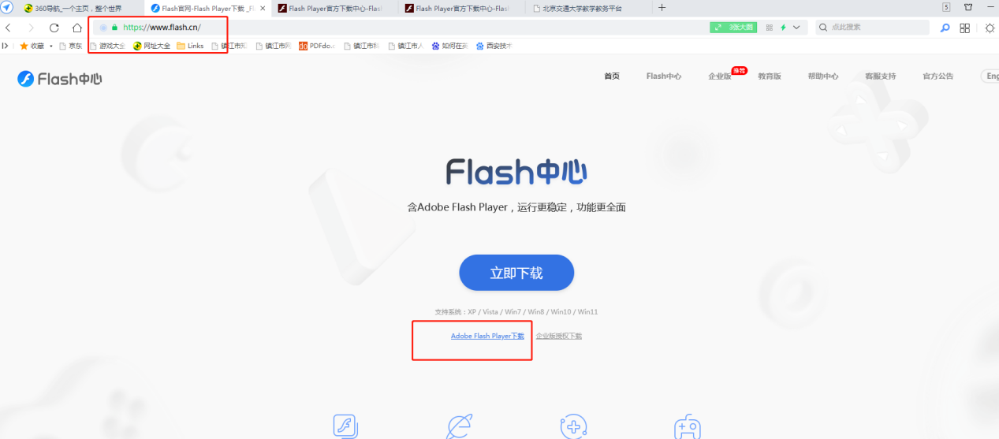 360导航_一个主页，整个世界
Flash官网-Flash Player下载 _Fl
Flash Player官方下载中心-Flash
Flash Player官方下载中心-Flash
北京交通大学教学教务平台
5
https://www.flash.cn/
3张大图
点此搜索
收藏
京东
游戏大全
网址大全
Links
镇江市知
镇江市网
PDFdo.c
镇江市科
镇江市人
如何在英
西安技术
Flash中心
首页
Flash中心
企业版
推荐
教育版
帮助中心
客服支持
官方公告
Eng
Flash中心
含Adobe Flash Player，运行更稳定，功能更全面
立即下载
支持系统：XP / Vista / Win7 / Win8 / Win10 / Win11
Adobe Flash Player下载
企业版授权下载